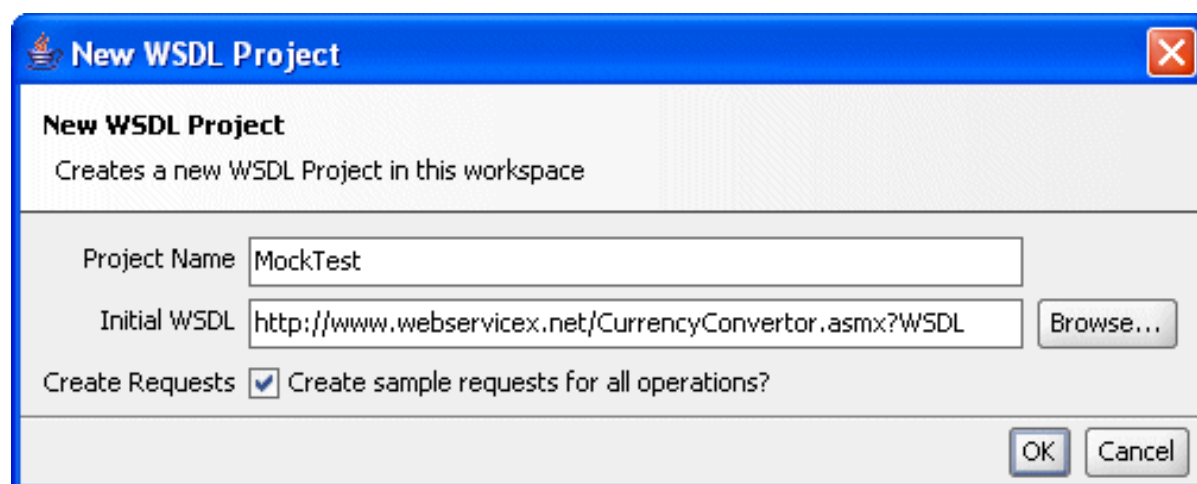 New WSDL Project
New WSDL Project
Creates a new WSDL Project in this workspace
Project Name MockTest
Initial WSDL http://www.webservicex.net/CurrencyConvertor.asmx?WSDL Browse...
Create Requests Create sample requests for all operations?
OK Cancel